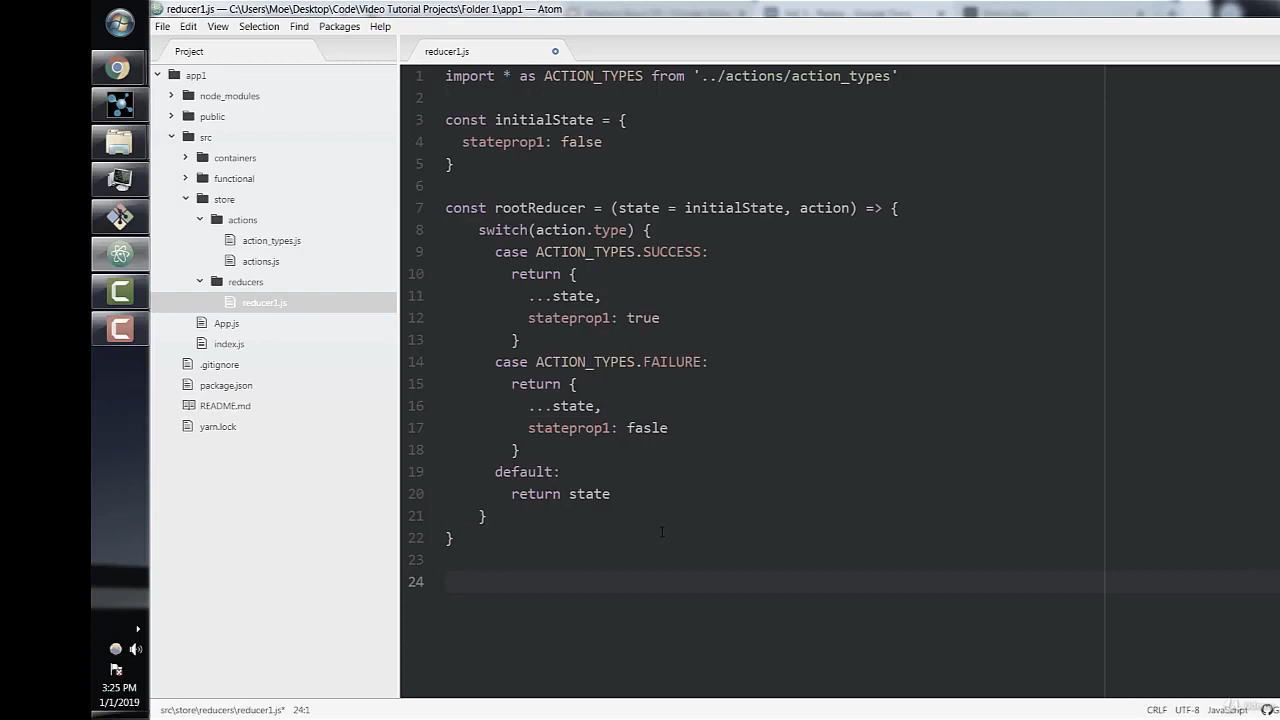 reducer1.js — C:\Users\Moe\Desktop\Code\Video Tutorial Projects\Folder 1\app1 — Atom
File Edit View Selection Find Packages Help
Project
reducer1.js
app1
node_modules
public
src
containers
functional
store
actions
action_types.js
actions.js
reducers
reducer1.js
App.js
index.js
.gitignore
package.json
README.md
yarn.lock
1 import * as ACTION_TYPES from '../actions/action_types'
2
3 const initialState = {
4 stateprop1: false
5 }
6
7 const rootReducer = (state = initialState, action) => {
8 switch(action.type) {
9 case ACTION_TYPES.SUCCESS:
10 return {
11 ...state,
12 stateprop1: true
13 }
14 case ACTION_TYPES.FAILURE:
15 return {
16 ...state,
17 stateprop1: fasle
18 }
19 default:
20 return state
21 }
22 }
23
24
3:25 PM
1/1/2019
src\store\reducers\reducer1.js* 24:1
CRLF UTF-8 JavaScript